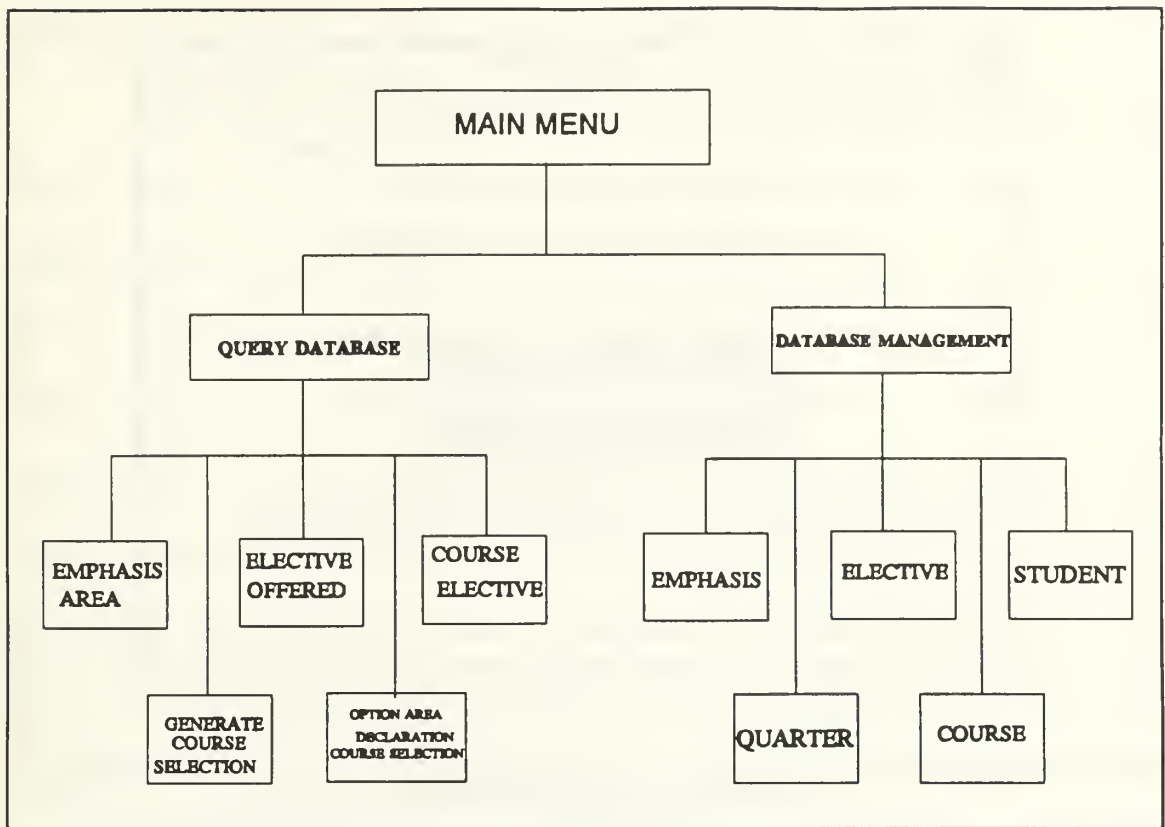 MAIN MENU
QUERY DATABASE
DATABASE MANAGEMENT
EMPHASIS
AREA
ELECTIVE
OFFERED
COURSE
ELECTIVE
GENERATE
COURSE
SELECTION
OPTION AREA
DECLARATION
COURSE SELECTION
EMPHASIS
ELECTIVE
STUDENT
QUARTER
COURSE